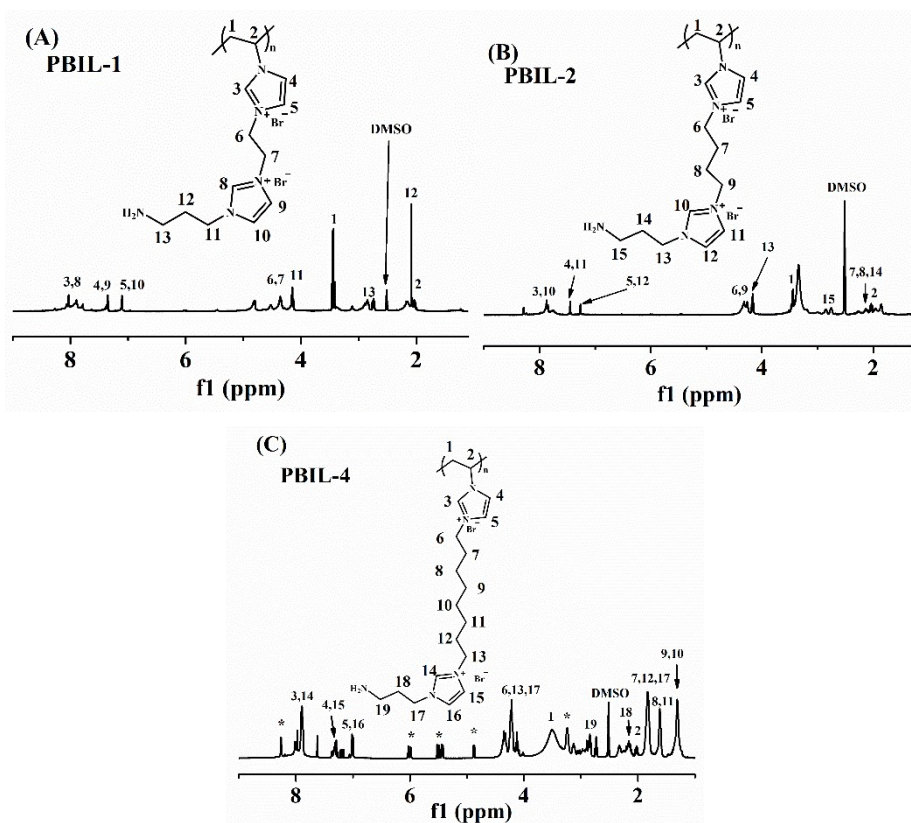 (A)
PBIL-1
1
2
n
N
3
4
N
+
Br⁻
5
6
7
8
N
+
Br⁻
9
N
10
11
12
13
H₂N
DMSO
12
1
3,8
4,9
5,10
6,7
11
13
2
8
6
4
2
f1 (ppm)
(B)
PBIL-2
1
2
n
N
3
4
N
+
Br⁻
5
6
7
8
9
10
N
+
Br⁻
11
N
12
13
14
15
H₂N
DMSO
13
4,11
5,12
3,10
6,9
1
15
7,8,14
2
8
6
4
2
f1 (ppm)
(C)
PBIL-4
1
2
n
N
3
4
N
+
Br⁻
5
6
7
8
9
10
11
12
13
14
N
+
Br⁻
15
N
16
17
18
19
H₂N
9,10
7,12,17
3,14
6,13,17
DMSO
4,15
8,11
5,16
*
*
*
*
1
*
19
18
2
8
6
4
2
f1 (ppm)